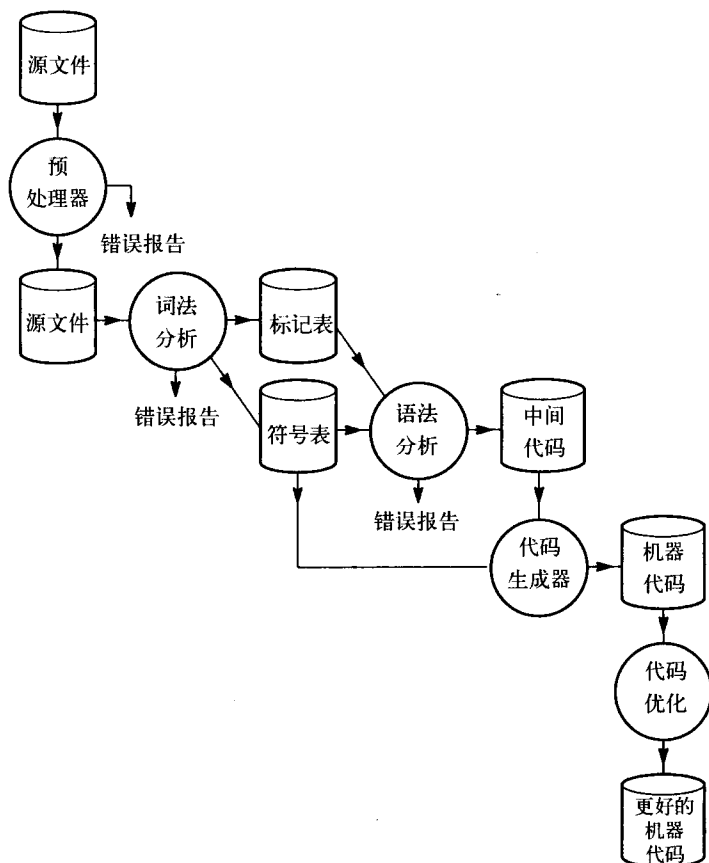 源文件
预
处理器
错误报告
源文件
词法
分析
标记表
错误报告
符号表
语法
分析
中间
代码
错误报告
代码
生成器
机器
代码
代码
优化
更好的
机器
代码